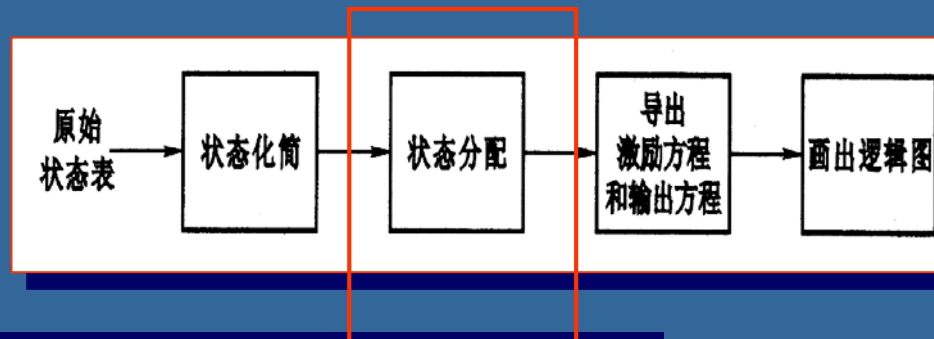 原始
状态表
状态化简
状态分配
导出
激励方程
和输出方程
画出逻辑图